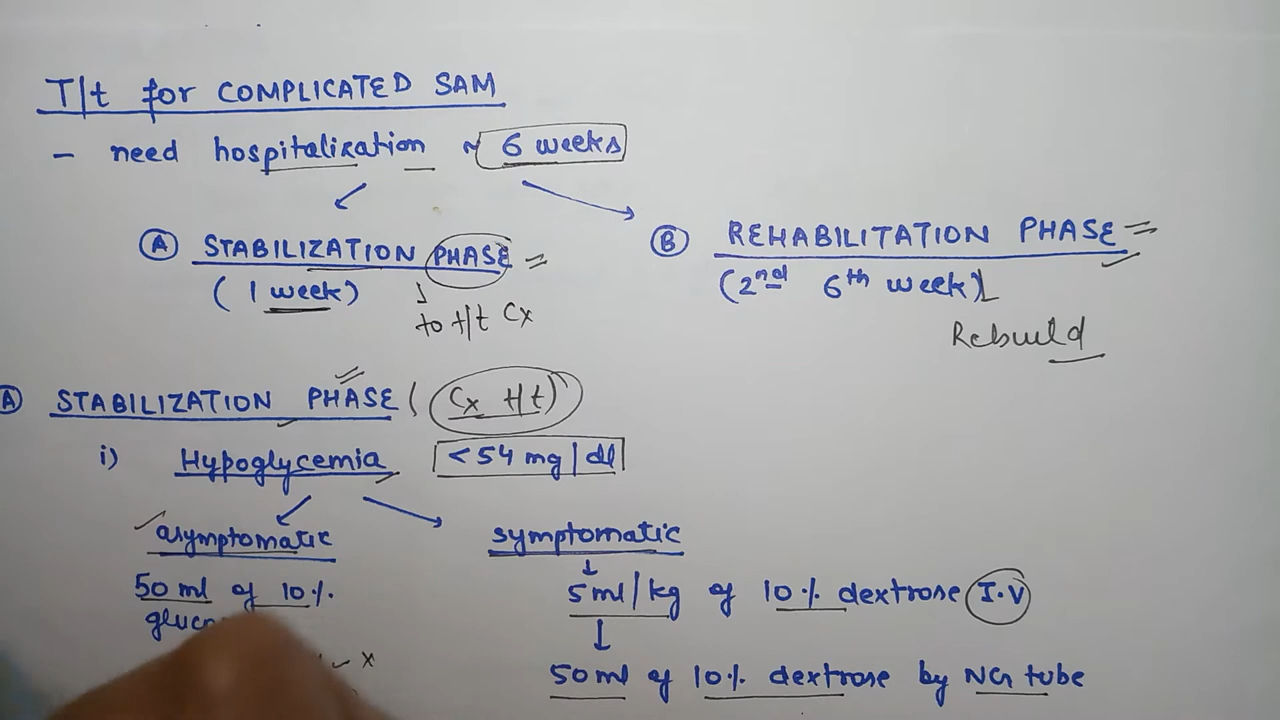 T/t for COMPLICATED SAM
- need hospitalization ~ 6 weeks
Ⓐ STABILIZATION PHASE =
(1 week)
to t/t Cx
Ⓑ REHABILITATION PHASE =
(2nd 6th week)
Rebuild
Ⓐ STABILIZATION PHASE (Cx t/t)
i) Hypoglycemia <54 mg/dl
asymptomatic
50 ml of 10%
symptomatic
5ml/kg of 10% dextrose I.V
50ml of 10% dextrose by NG tube